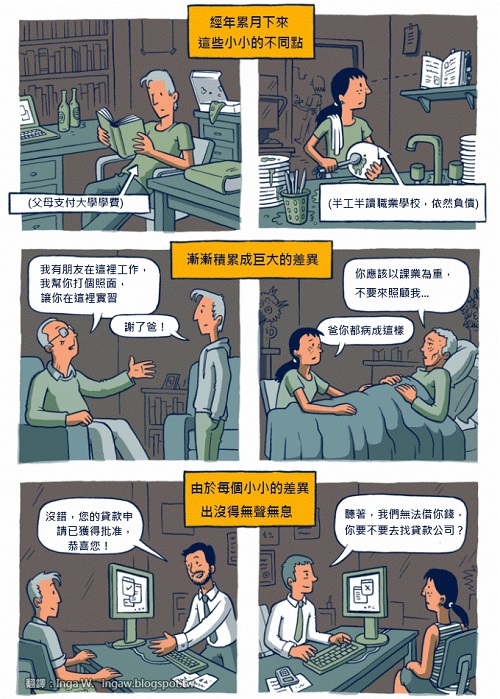 經年累月下來
這些小小的不同點
(父母支付大學學費)
(半工半讀職業學校，依然負債)
漸漸積累成巨大的差異
我有朋友在這裡工作，
我幫你打個照面，
讓你在這裡實習
謝了爸！
你應該以課業為重，
不要來照顧我...
爸你都病成這樣
由於每個小小的差異
出沒得無聲無息
沒錯，您的貸款申
請已獲得批准，
恭喜您！
聽著，我們無法借你錢，
你要不要去找貸款公司？
翻譯：Inga W. ingaw.blogspot.tw